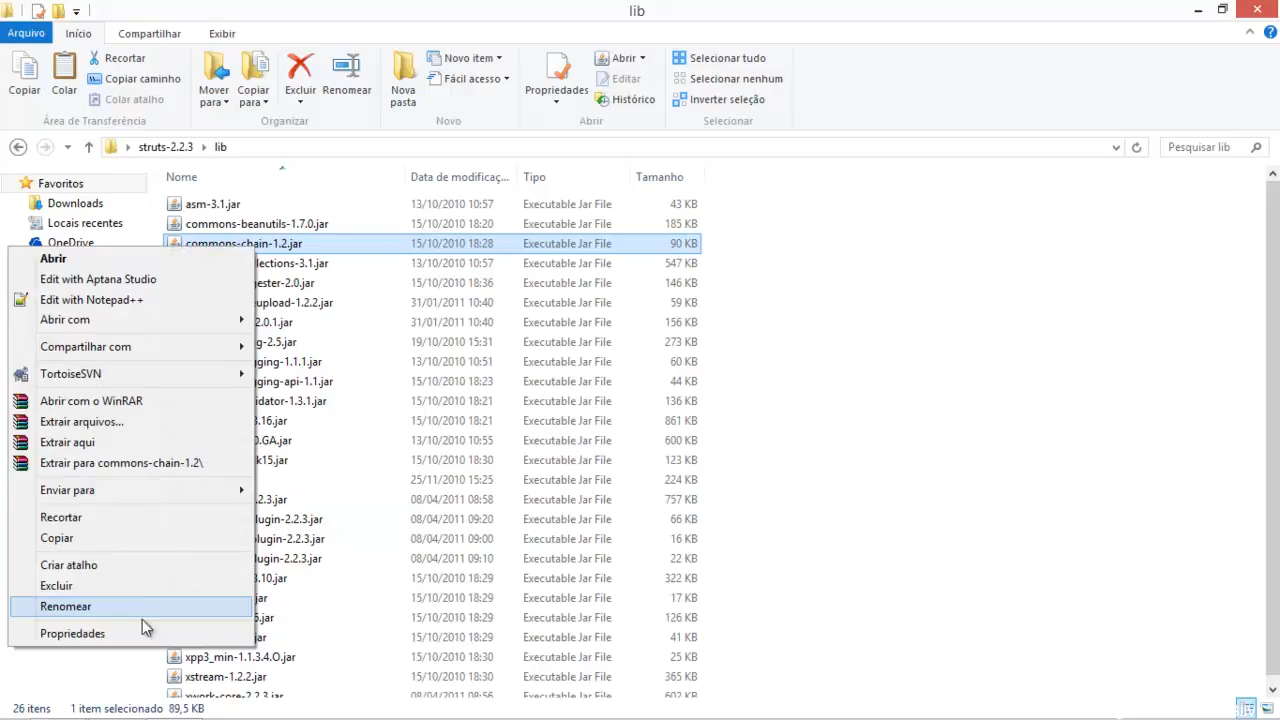 lib
Arquivo Início Compartilhar Exibir
Copiar
Colar
Recortar
Copiar caminho
Colar atalho
Área de Transferência
Mover para
Copiar para
Excluir
Renomear
Organizar
Nova pasta
Novo item
Fácil acesso
Novo
Propriedades
Abrir
Editar
Histórico
Abrir
Selecionar tudo
Selecionar nenhum
Inverter seleção
Selecionar
struts-2.2.3 lib
Pesquisar lib
Favoritos
Downloads
Locais recentes
OneDrive
Nome Data de modificaç... Tipo Tamanho
asm-3.1.jar 13/10/2010 10:57 Executable Jar File 43 KB
commons-beanutils-1.7.0.jar 15/10/2010 18:20 Executable Jar File 185 KB
commons-chain-1.2.jar 15/10/2010 18:28 Executable Jar File 90 KB
lections-3.1.jar 13/10/2010 10:57 Executable Jar File 547 KB
gester-2.0.jar 15/10/2010 18:36 Executable Jar File 146 KB
eupload-1.2.2.jar 31/01/2011 10:40 Executable Jar File 59 KB
2.0.1.jar 31/01/2011 10:40 Executable Jar File 156 KB
g-2.5.jar 19/10/2010 15:31 Executable Jar File 273 KB
ging-1.1.1.jar 13/10/2010 10:51 Executable Jar File 60 KB
ging-api-1.1.jar 15/10/2010 18:23 Executable Jar File 44 KB
idator-1.3.1.jar 15/10/2010 18:21 Executable Jar File 136 KB
3.16.jar 15/10/2010 18:21 Executable Jar File 861 KB
0.GA.jar 13/10/2010 10:55 Executable Jar File 600 KB
k15.jar 15/10/2010 18:30 Executable Jar File 123 KB
25/11/2010 15:25 Executable Jar File 224 KB
.2.3.jar 08/04/2011 08:58 Executable Jar File 757 KB
lugin-2.2.3.jar 08/04/2011 09:20 Executable Jar File 66 KB
plugin-2.2.3.jar 08/04/2011 09:00 Executable Jar File 16 KB
plugin-2.2.3.jar 08/04/2011 09:10 Executable Jar File 22 KB
3.10.jar 15/10/2010 18:29 Executable Jar File 322 KB
jar 15/10/2010 18:29 Executable Jar File 17 KB
.jar 15/10/2010 18:29 Executable Jar File 126 KB
jar 15/10/2010 18:29 Executable Jar File 41 KB
xpp3_min-1.1.3.4.O.jar 15/10/2010 18:30 Executable Jar File 25 KB
xstream-1.2.2.jar 15/10/2010 18:30 Executable Jar File 365 KB
xwork-core-2.2.3.jar 08/04/2011 08:56 Executable Jar File 602 KB
Abrir
Edit with Aptana Studio
Edit with Notepad++
Abrir com
Compartilhar com
TortoiseSVN
Abrir com o WinRAR
Extrair arquivos...
Extrair aqui
Extrair para commons-chain-1.2\
Enviar para
Recortar
Copiar
Criar atalho
Excluir
Renomear
Propriedades
26 itens 1 item selecionado 89,5 KB